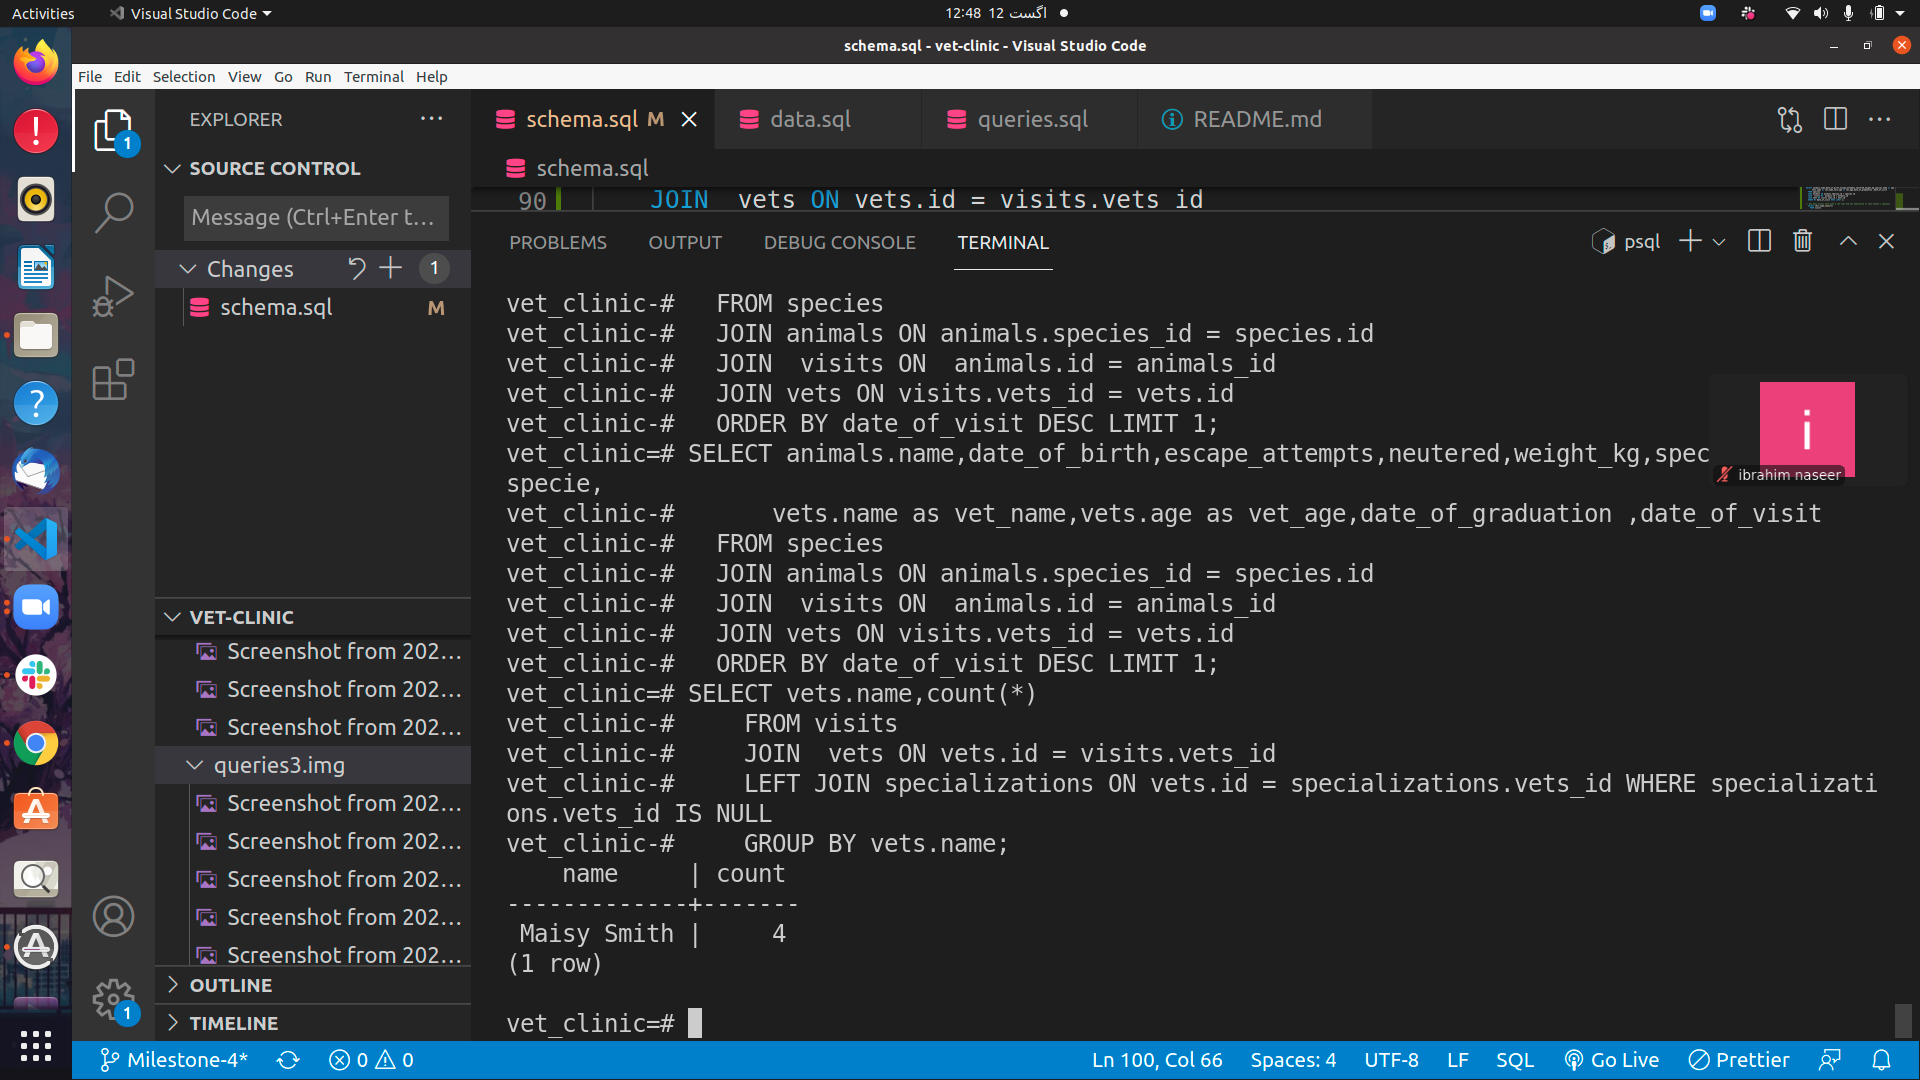 Activities
Visual Studio Code
12:48 اگست 12
schema.sql - vet-clinic - Visual Studio Code
File Edit Selection View Go Run Terminal Help
1
EXPLORER
SOURCE CONTROL
Message (Ctrl+Enter t...
Changes 1
schema.sql M
VET-CLINIC
Screenshot from 202...
Screenshot from 202...
Screenshot from 202...
queries3.img
Screenshot from 202...
Screenshot from 202...
Screenshot from 202...
Screenshot from 202...
Screenshot from 202...
OUTLINE
TIMELINE
1
schema.sql M
data.sql
queries.sql
README.md
schema.sql
90 JOIN  vets ON vets.id = visits.vets_id
PROBLEMS OUTPUT DEBUG CONSOLE TERMINAL
psql
vet_clinic-#   FROM species
vet_clinic-#   JOIN animals ON animals.species_id = species.id
vet_clinic-#   JOIN  visits ON  animals.id = animals_id
vet_clinic-#   JOIN vets ON visits.vets_id = vets.id
vet_clinic-#   ORDER BY date_of_visit DESC LIMIT 1;
vet_clinic=# SELECT animals.name,date_of_birth,escape_attempts,neutered,weight_kg,spec
specie,
vet_clinic-#       vets.name as vet_name,vets.age as vet_age,date_of_graduation ,date_of_visit
vet_clinic-#   FROM species
vet_clinic-#   JOIN animals ON animals.species_id = species.id
vet_clinic-#   JOIN  visits ON  animals.id = animals_id
vet_clinic-#   JOIN vets ON visits.vets_id = vets.id
vet_clinic-#   ORDER BY date_of_visit DESC LIMIT 1;
vet_clinic=# SELECT vets.name,count(*)
vet_clinic-#     FROM visits
vet_clinic-#     JOIN  vets ON vets.id = visits.vets_id
vet_clinic-#     LEFT JOIN specializations ON vets.id = specializations.vets_id WHERE specializati
ons.vets_id IS NULL
vet_clinic-#     GROUP BY vets.name;
    name     | count
-------------+-------
 Maisy Smith |     4
(1 row)
vet_clinic=#
i
ibrahim naseer
Milestone-4* 0 0 Ln 100, Col 66 Spaces: 4 UTF-8 LF SQL Go Live Prettier